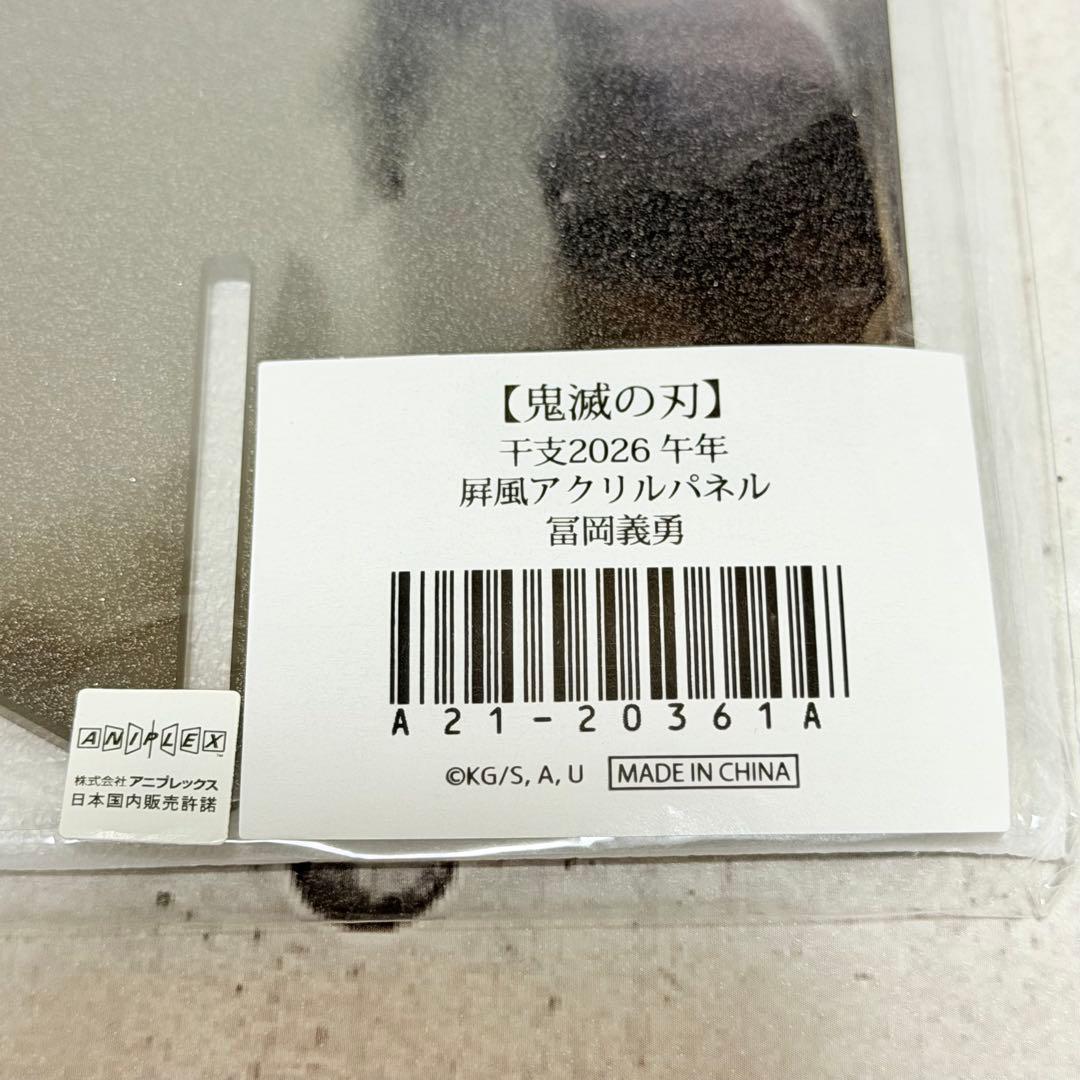 【鬼滅の刃】
干支2026 午年
屛風アクリルパネル
冨岡義勇
A21-20361A
©KG/S, A, U
MADE IN CHINA
ANIPLEX
株式会社 アニプレックス
日本国内販売許諾